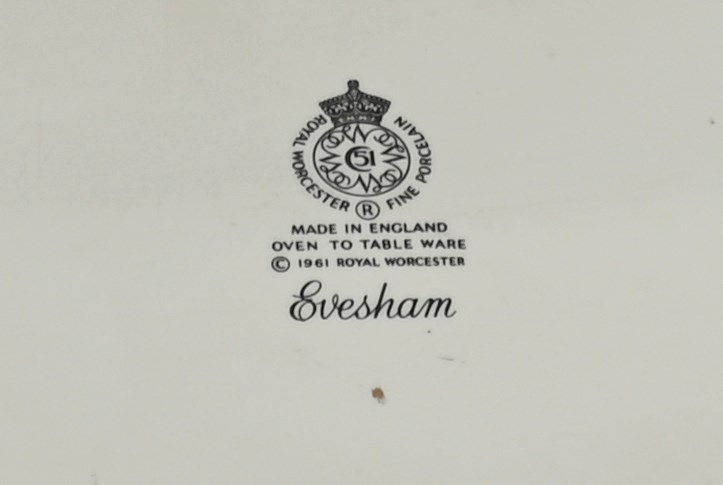 ROYAL WORCESTER ® FINE PORCELAIN
51
MADE IN ENGLAND
OVEN TO TABLE WARE
© 1961 ROYAL WORCESTER
Evesham